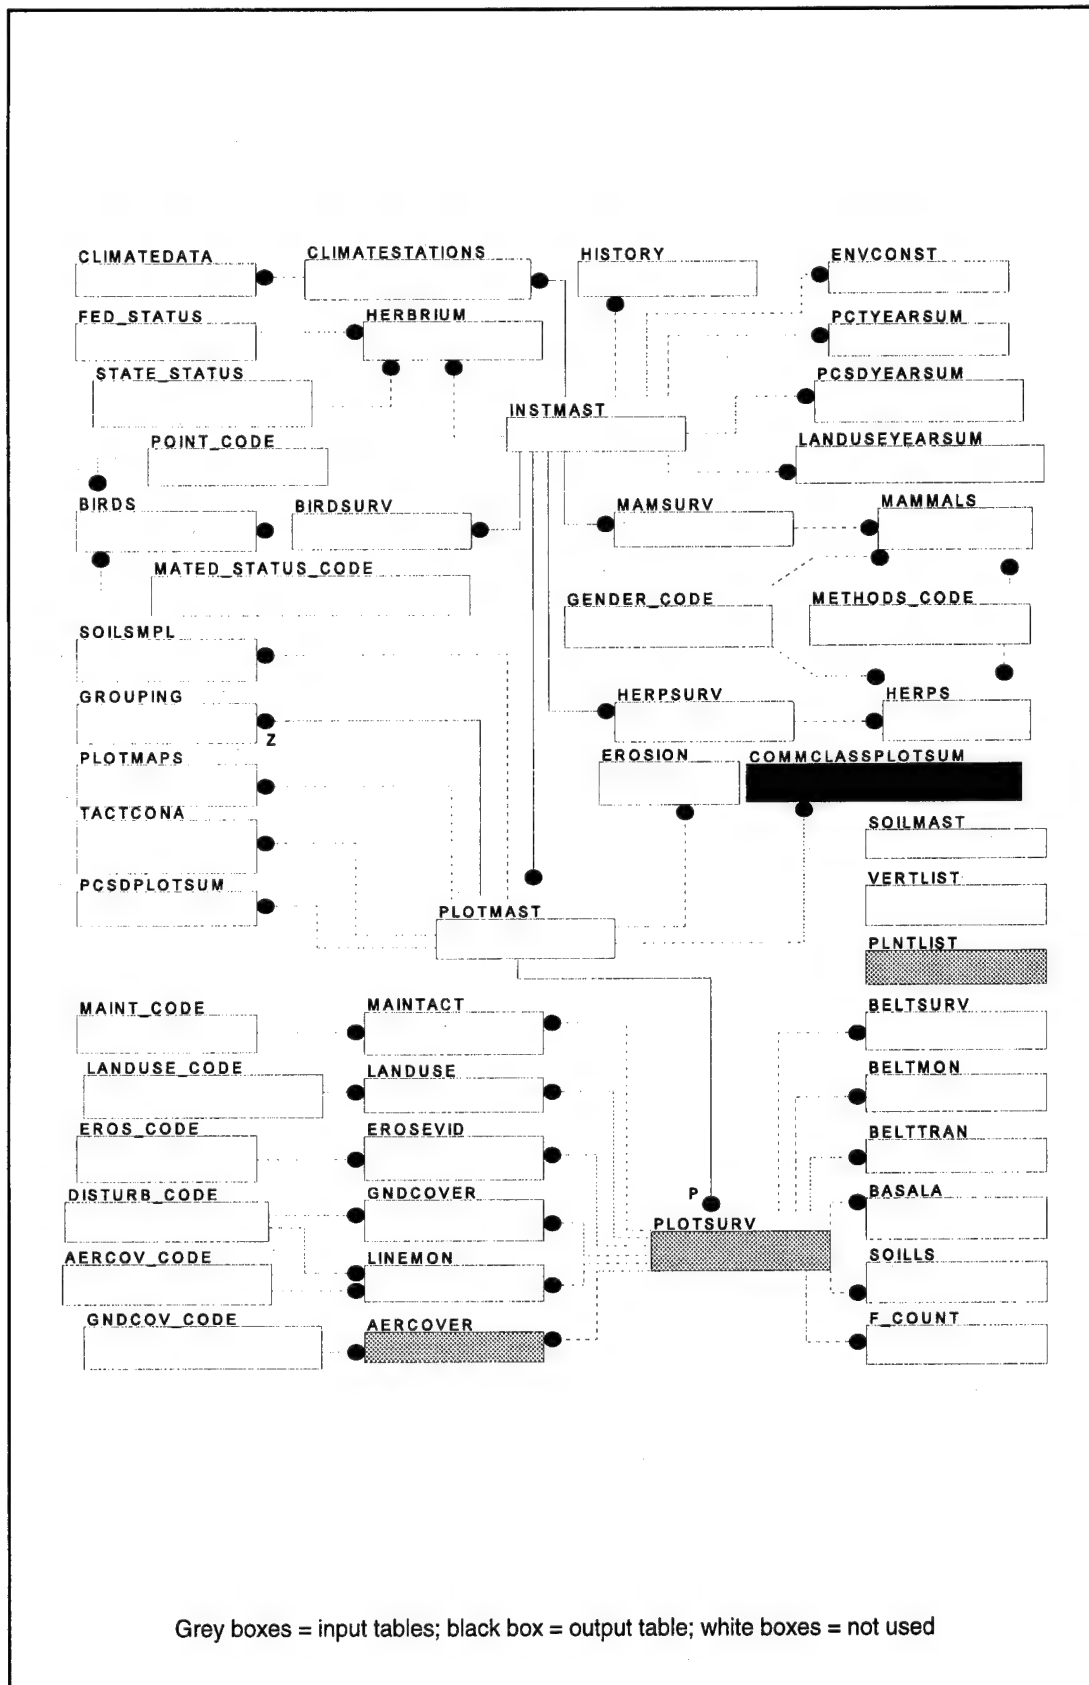 CLIMATEDATA
CLIMATESTATIONS
HISTORY
ENVCONST
FED_STATUS
HERBRIUM
PCTYEARSUM
STATE_STATUS
PCSDYEARSUM
INSTMAST
POINT_CODE
LANDUSEYEARSUM
BIRDS
BIRDSURV
MAMSURV
MAMMALS
MATED_STATUS_CODE
GENDER_CODE
METHODS_CODE
SOILSMPL
GROUPING
HERPSURV
HERPS
Z
PLOTMAPS
EROSION
COMMCLASSPLOTSUM
TACTCONA
SOILMAST
PCSDPLOTSUM
VERTLIST
PLOTMAST
PLNTLIST
MAINT_CODE
MAINTACT
BELTSURV
LANDUSE_CODE
LANDUSE
BELTMON
EROS_CODE
EROSEVID
BELTTRAN
DISTURB_CODE
GNDCOVER
P
BASALA
PLOTSURV
AERCOV_CODE
LINEMON
SOILLS
GNDCOV_CODE
AERCOVER
F_COUNT
Grey boxes = input tables; black box = output table; white boxes = not used